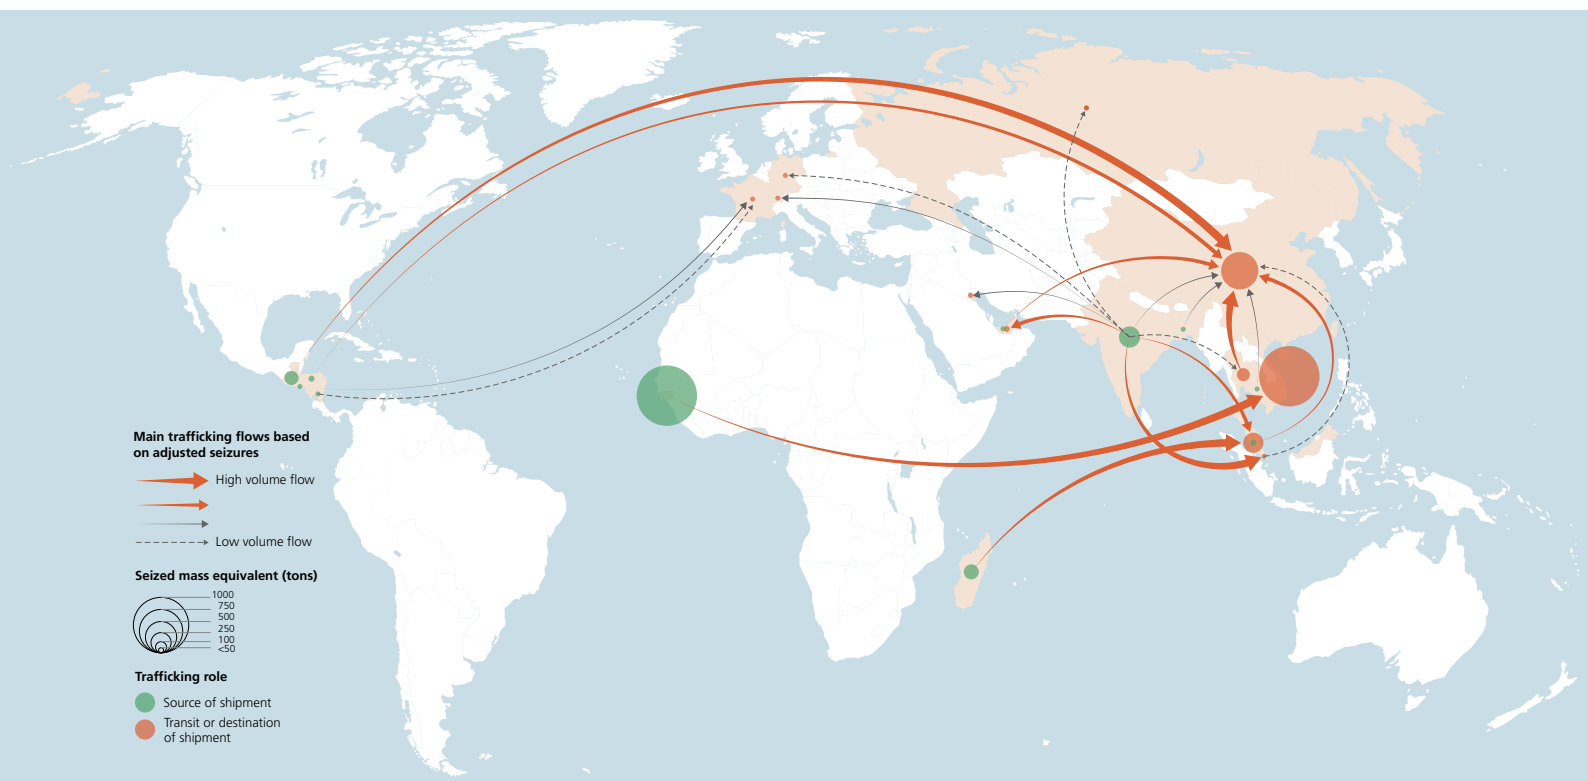 Main trafficking flows based
on adjusted seizures
High volume flow
Low volume flow
Seized mass equivalent (tons)
1000
750
500
250
100
<50
Trafficking role
Source of shipment
Transit or destination
of shipment